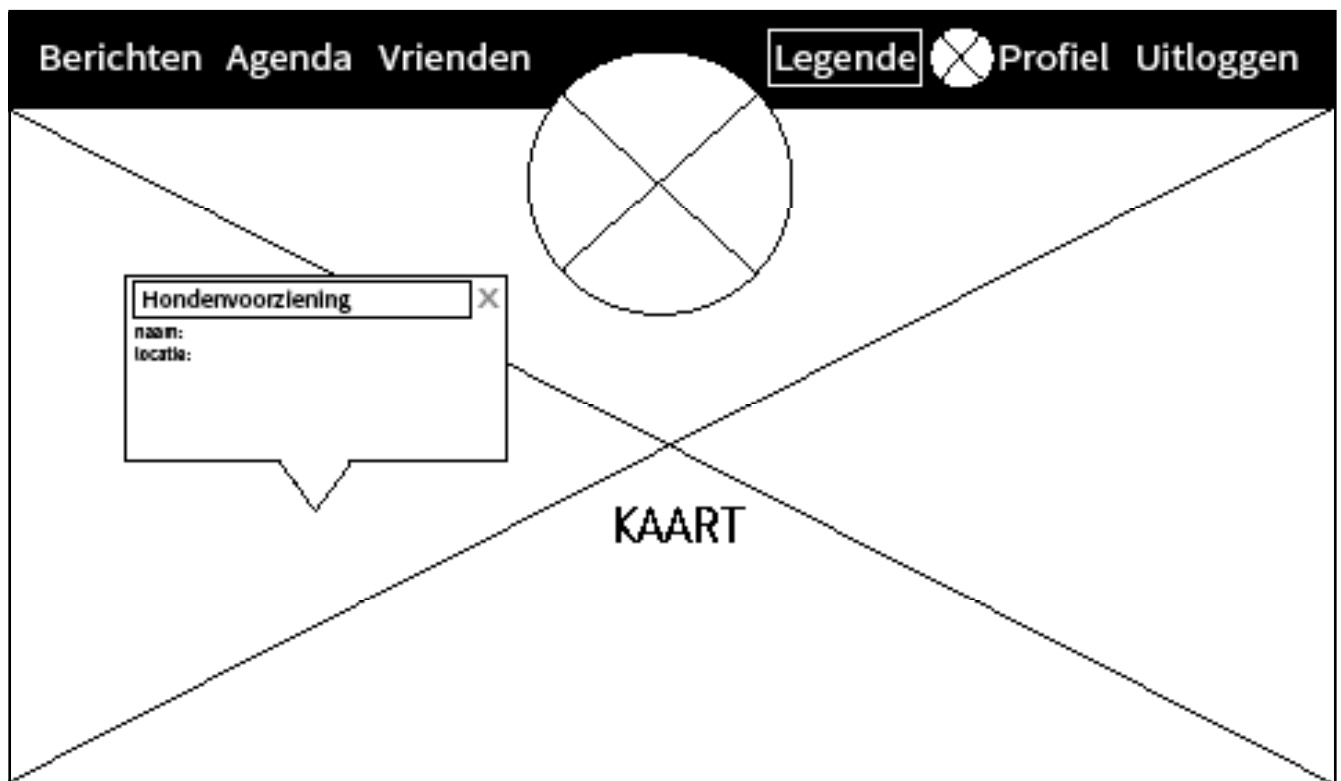 Berichten Agenda Vrienden Legende Profiel Uitloggen
Hondenvoorziening X
naam:
locatie:
KAART